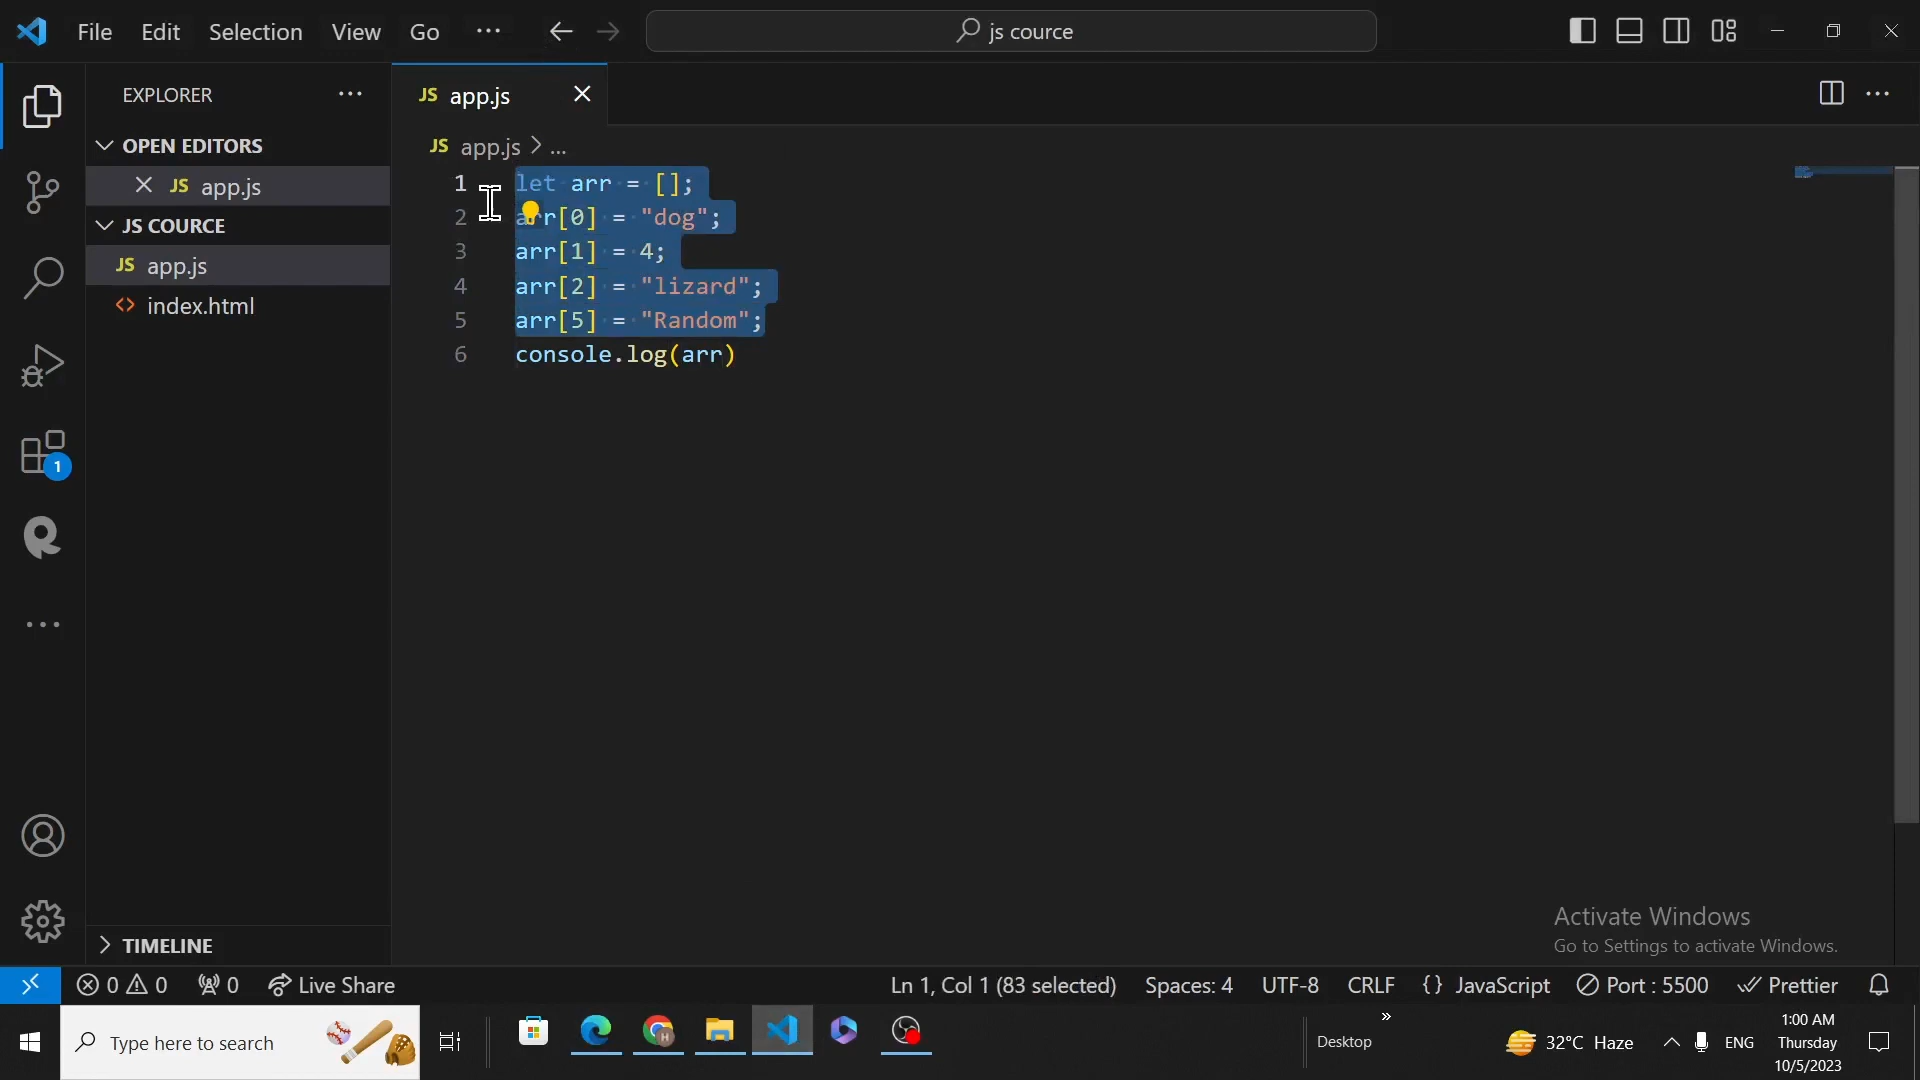 File Edit Selection View Go ... js cource
EXPLORER ...
JS app.js
OPEN EDITORS
JS app.js > ...
JS app.js
JS COURCE
JS app.js
<> index.html
1 let arr = [];
2 arr[0] = "dog";
3 arr[1] = 4;
4 arr[2] = "lizard";
5 arr[5] = "Random";
6 console.log(arr)
1
Activate Windows
Go to Settings to activate Windows.
TIMELINE
0 0 0 Live Share Ln 1, Col 1 (83 selected) Spaces: 4 UTF-8 CRLF {} JavaScript Port : 5500 Prettier
Type here to search
H
Desktop
»
32°C Haze
ENG
1:00 AM
Thursday
10/5/2023